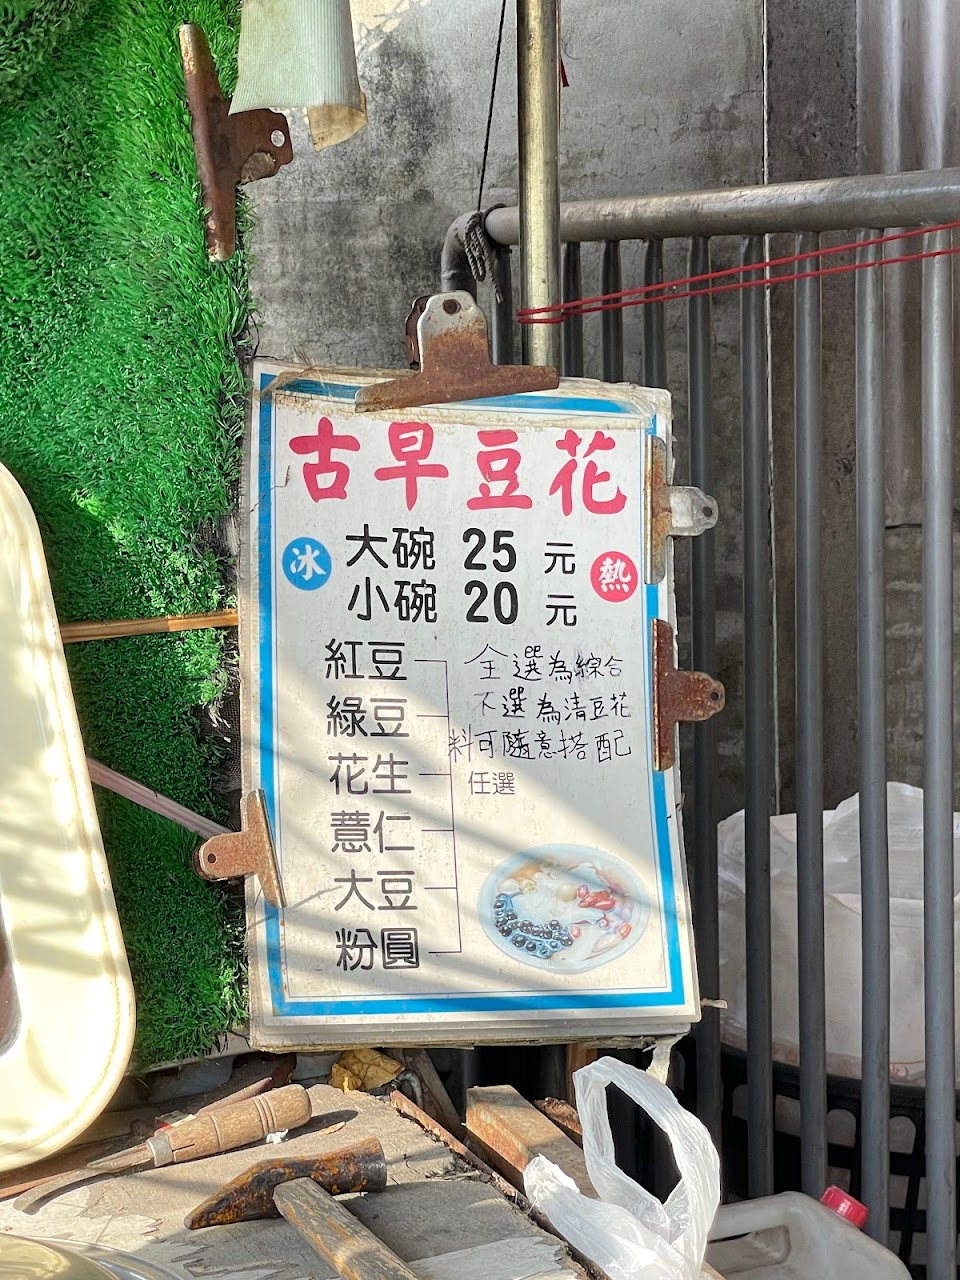 古早豆花
冰
大碗 25 元
熱
小碗 20 元
紅豆
綠豆
花生
薏仁
大豆
粉圓
全選為綜合
不選為清豆花
料可隨意搭配
任選